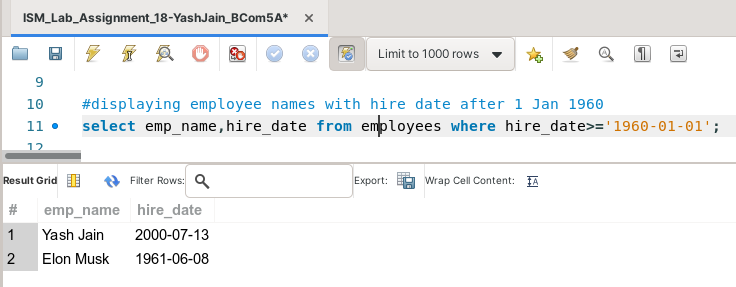 ISM_Lab_Assignment_18-YashJain_BCom5A* ×
Limit to 1000 rows
9
10 #displaying employee names with hire date after 1 Jan 1960
11 select emp_name,hire_date from employees where hire_date>='1960-01-01';
12
Result Grid Filter Rows: Export: Wrap Cell Content: IA
# emp_name hire_date
1 Yash Jain 2000-07-13
2 Elon Musk 1961-06-08